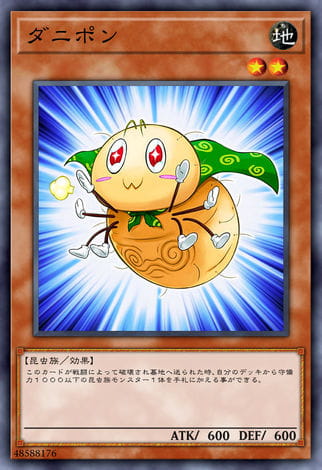 ダニポン
地
【昆虫族／効果】
このカードが戦闘によって破壊され墓地へ送られた時、自分のデッキから守備
力１０００以下の昆虫族モンスター１体を手札に加える事ができる。
ATK/ 600 DEF/ 600
48588176